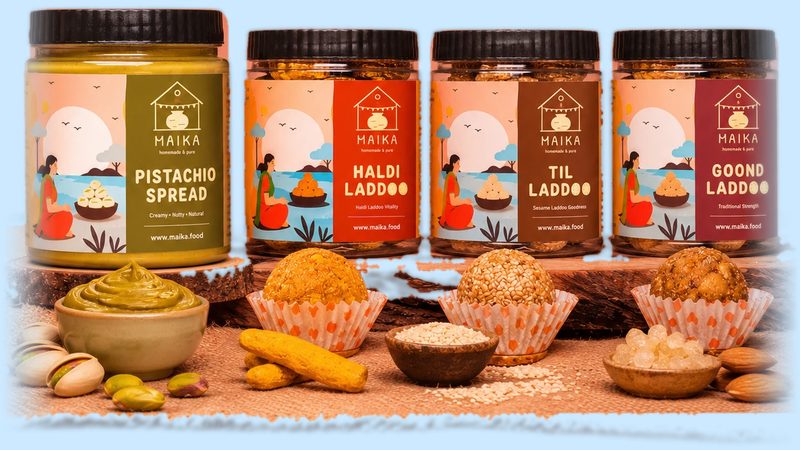 MAIKA
homemade & pure
PISTACHIO
SPREAD
Creamy • Nutty • Natural
www.maika.food
MAIKA
homemade & pure
HALDI
LADDOO
Haldi Laddoo Vitality
www.maika.food
MAIKA
homemade & pure
TIL
LADDOO
Sesame Laddoo Goodness
www.maika.food
MAIKA
homemade & pure
GOOND
LADDOO
Traditional Strength
www.maika.food